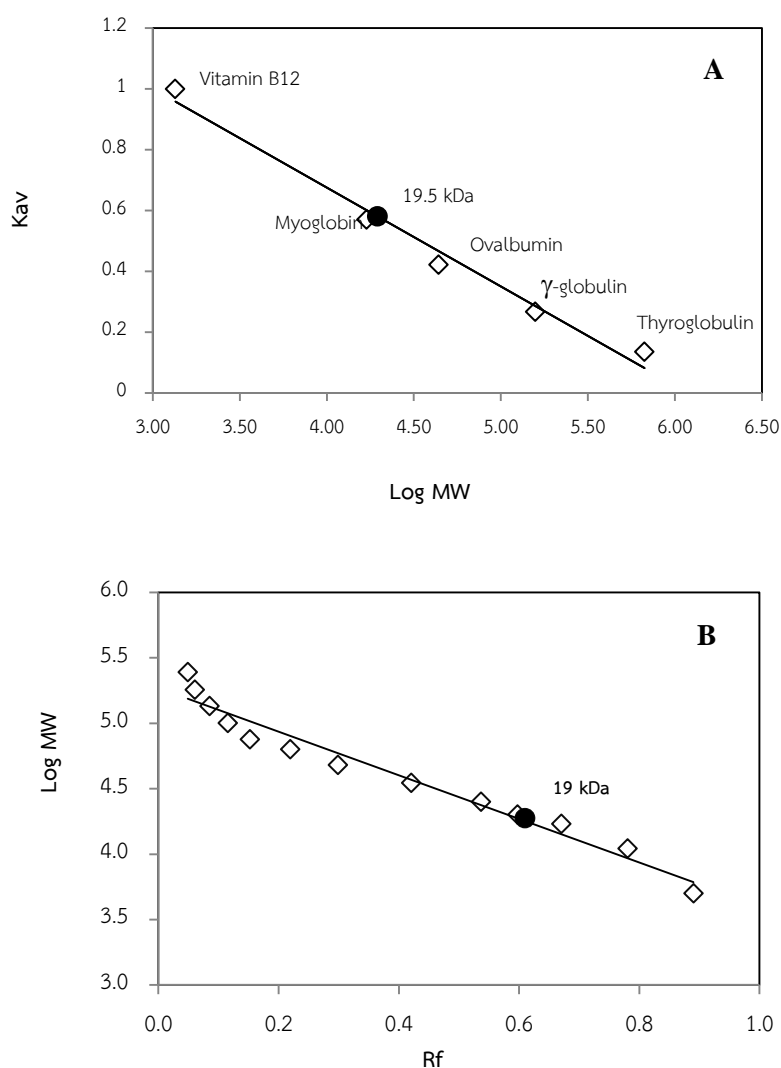 1.2
A
1
Vitamin B12
0.8
0.6
19.5 kDa
Myoglobin
Kav
Ovalbumin
0.4
γ-globulin
0.2
Thyroglobulin
0
3.00 3.50 4.00 4.50 5.00 5.50 6.00 6.50
Log MW
6.0
B
5.5
5.0
Log MW
4.5
19 kDa
4.0
3.5
3.0
0.0 0.2 0.4 0.6 0.8 1.0
Rf